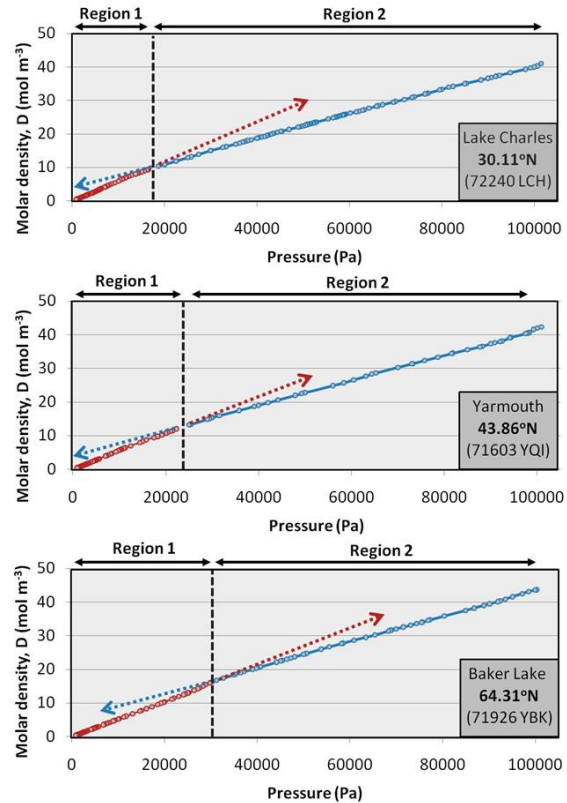 Region 1 Region 2
Molar density, D (mol m⁻³)
50
40
30
20
10
0
Lake Charles
30.11°N
(72240 LCH)
0 20000 40000 60000 80000 100000
Pressure (Pa)
Region 1 Region 2
Molar density, D (mol m⁻³)
50
40
30
20
10
0
Yarmouth
43.86°N
(71603 YQI)
0 20000 40000 60000 80000 100000
Pressure (Pa)
Region 1 Region 2
Molar density, D (mol m⁻³)
50
40
30
20
10
0
Baker Lake
64.31°N
(71926 YBK)
0 20000 40000 60000 80000 100000
Pressure (Pa)